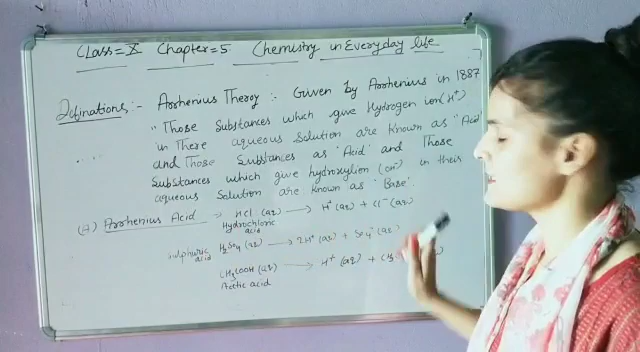 Class = X Chapter = 5. Chemistry in Everyday life
Definations :- Arrhenius Theory :- Given by Arrhenius in 1887
"Those Substances which give Hydrogen ion (H⁺)
in There aqueous Solution are known as "Acid"
and Those Substances as 'Acid' and Those
Substances which give hydroxylion (OH⁻) in their
aqueous Solution are known as 'Base'.
Arrhenius Acid → HCl (aq) → H⁺ (aq) + Cl⁻ (aq)
Hydrochloric
acid
Sulphuric acid H₂SO₄ (aq) → 2H⁺ (aq) + SO₄⁻ (aq)
CH₃COOH (aq) → H⁺ (aq) +
Acetic acid